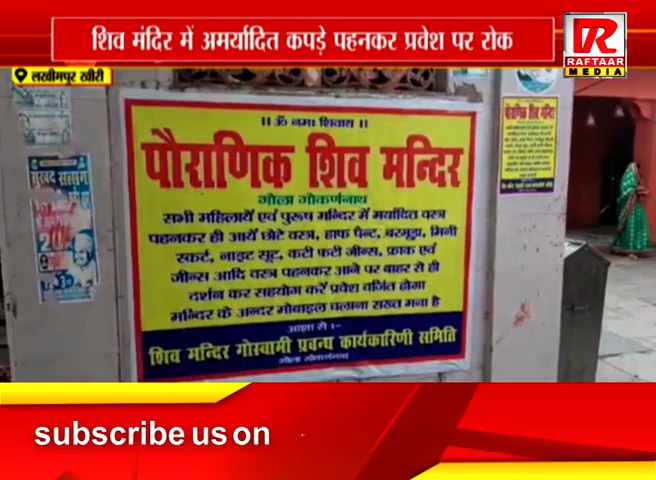 शिव मंदिर में अमर्यादित कपड़े पहनकर प्रवेश पर रोक
R
RAFTAAR
MEDIA
लखीमपुर खीरी
।। ॐ नमः शिवाय ।।
पौराणिक शिव मन्दिर
गोला गोकर्णनाथ
सभी महिलायें एवं पुरूष मन्दिर में मर्यादित वस्त्र
पहनकर ही आयें छोटे वस्त्र, हाफ पैन्ट, बरमूडा, मिनी
स्कर्ट, नाइट सूट, कटी फटी जीन्स, फ्राक एवं
जीन्स आदि वस्त्र पहनकर आने पर बाहर से ही
दर्शन कर सहयोग करें प्रवेश वर्जित होगा
मन्दिर के अन्दर मोबाइल चलाना सख्त मना है
आज्ञा से :-
शिव मन्दिर गोस्वामी प्रबन्ध कार्यकारिणी समिति
गोला गोकर्णनाथ
सुखद सत्संग
पौराणिक शिव मन्दिर
subscribe us on